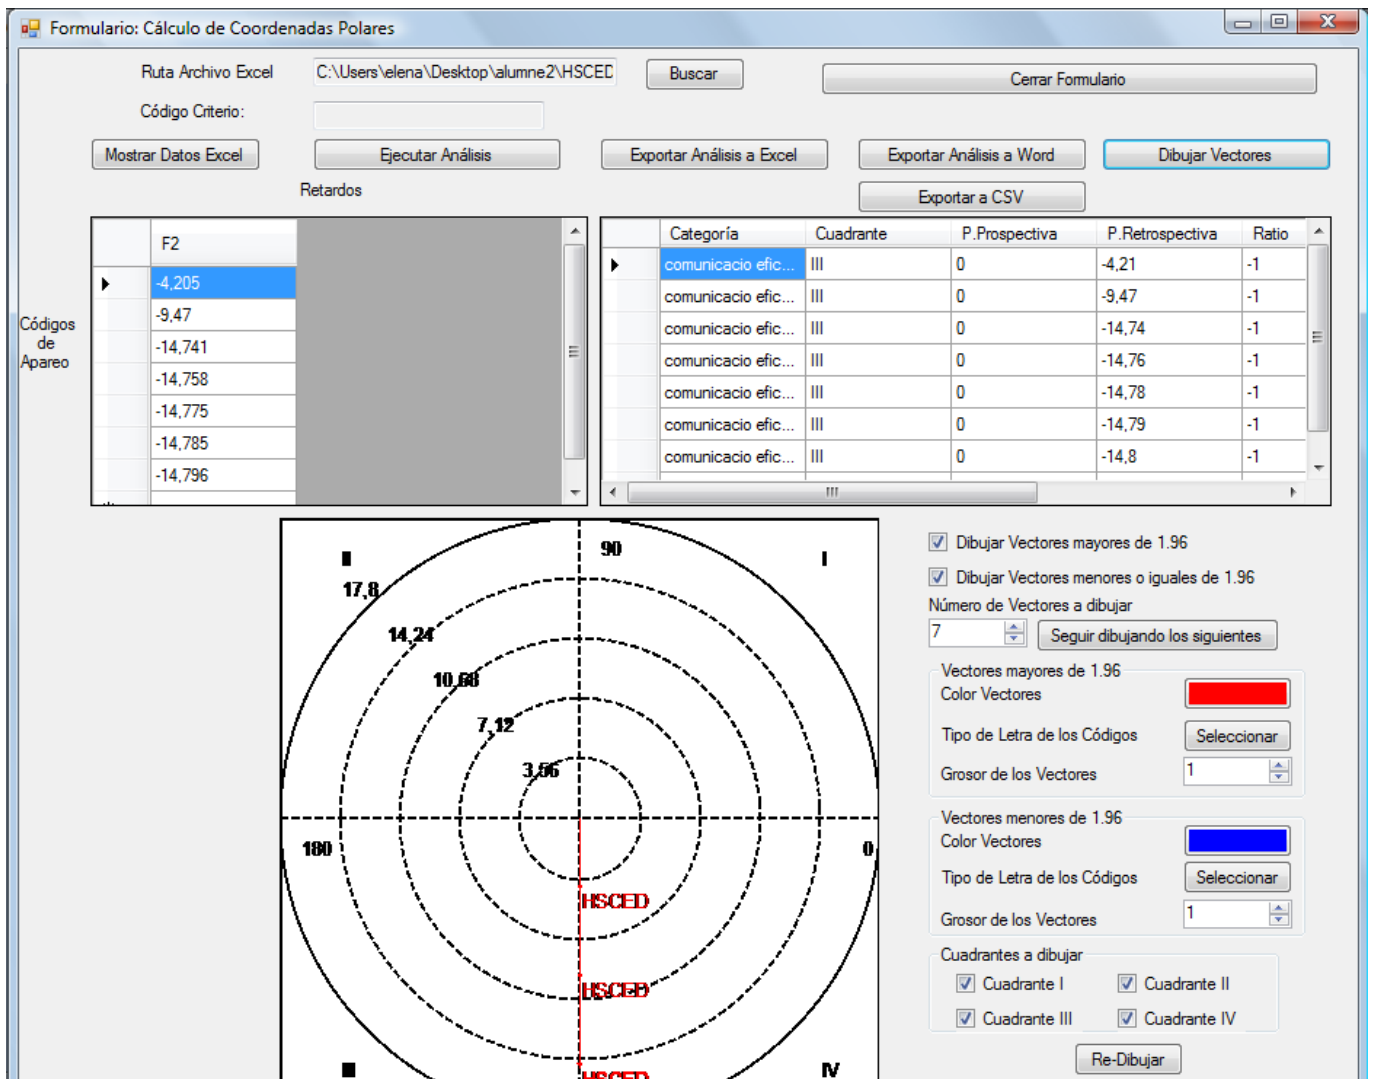 Formulario: Cálculo de Coordenadas Polares
Ruta Archivo Excel C:\Users\elena\Desktop\alumne2\HSCED Buscar Cerrar Formulario
Código Criterio:
Mostrar Datos Excel Ejecutar Análisis Exportar Análisis a Excel Exportar Análisis a Word Dibujar Vectores
Retardos Exportar a CSV
Códigos
de
Apareo
F2
-4,205
-9,47
-14,741
-14,758
-14,775
-14,785
-14,796
Categoría Cuadrante P.Prospectiva P.Retrospectiva Ratio
comunicacio efic... III 0 -4,21 -1
comunicacio efic... III 0 -9,47 -1
comunicacio efic... III 0 -14,74 -1
comunicacio efic... III 0 -14,76 -1
comunicacio efic... III 0 -14,78 -1
comunicacio efic... III 0 -14,79 -1
comunicacio efic... III 0 -14,8 -1
II 90 I
17,8
14,24
10,68
7,12
3,56
180 0
HSCED
HSCED
HSCED
III IV
Dibujar Vectores mayores de 1.96
Dibujar Vectores menores o iguales de 1.96
Número de Vectores a dibujar
7 Seguir dibujando los siguientes
Vectores mayores de 1.96
Color Vectores
Tipo de Letra de los Códigos Seleccionar
Grosor de los Vectores 1
Vectores menores de 1.96
Color Vectores
Tipo de Letra de los Códigos Seleccionar
Grosor de los Vectores 1
Cuadrantes a dibujar
Cuadrante I Cuadrante II
Cuadrante III Cuadrante IV
Re-Dibujar